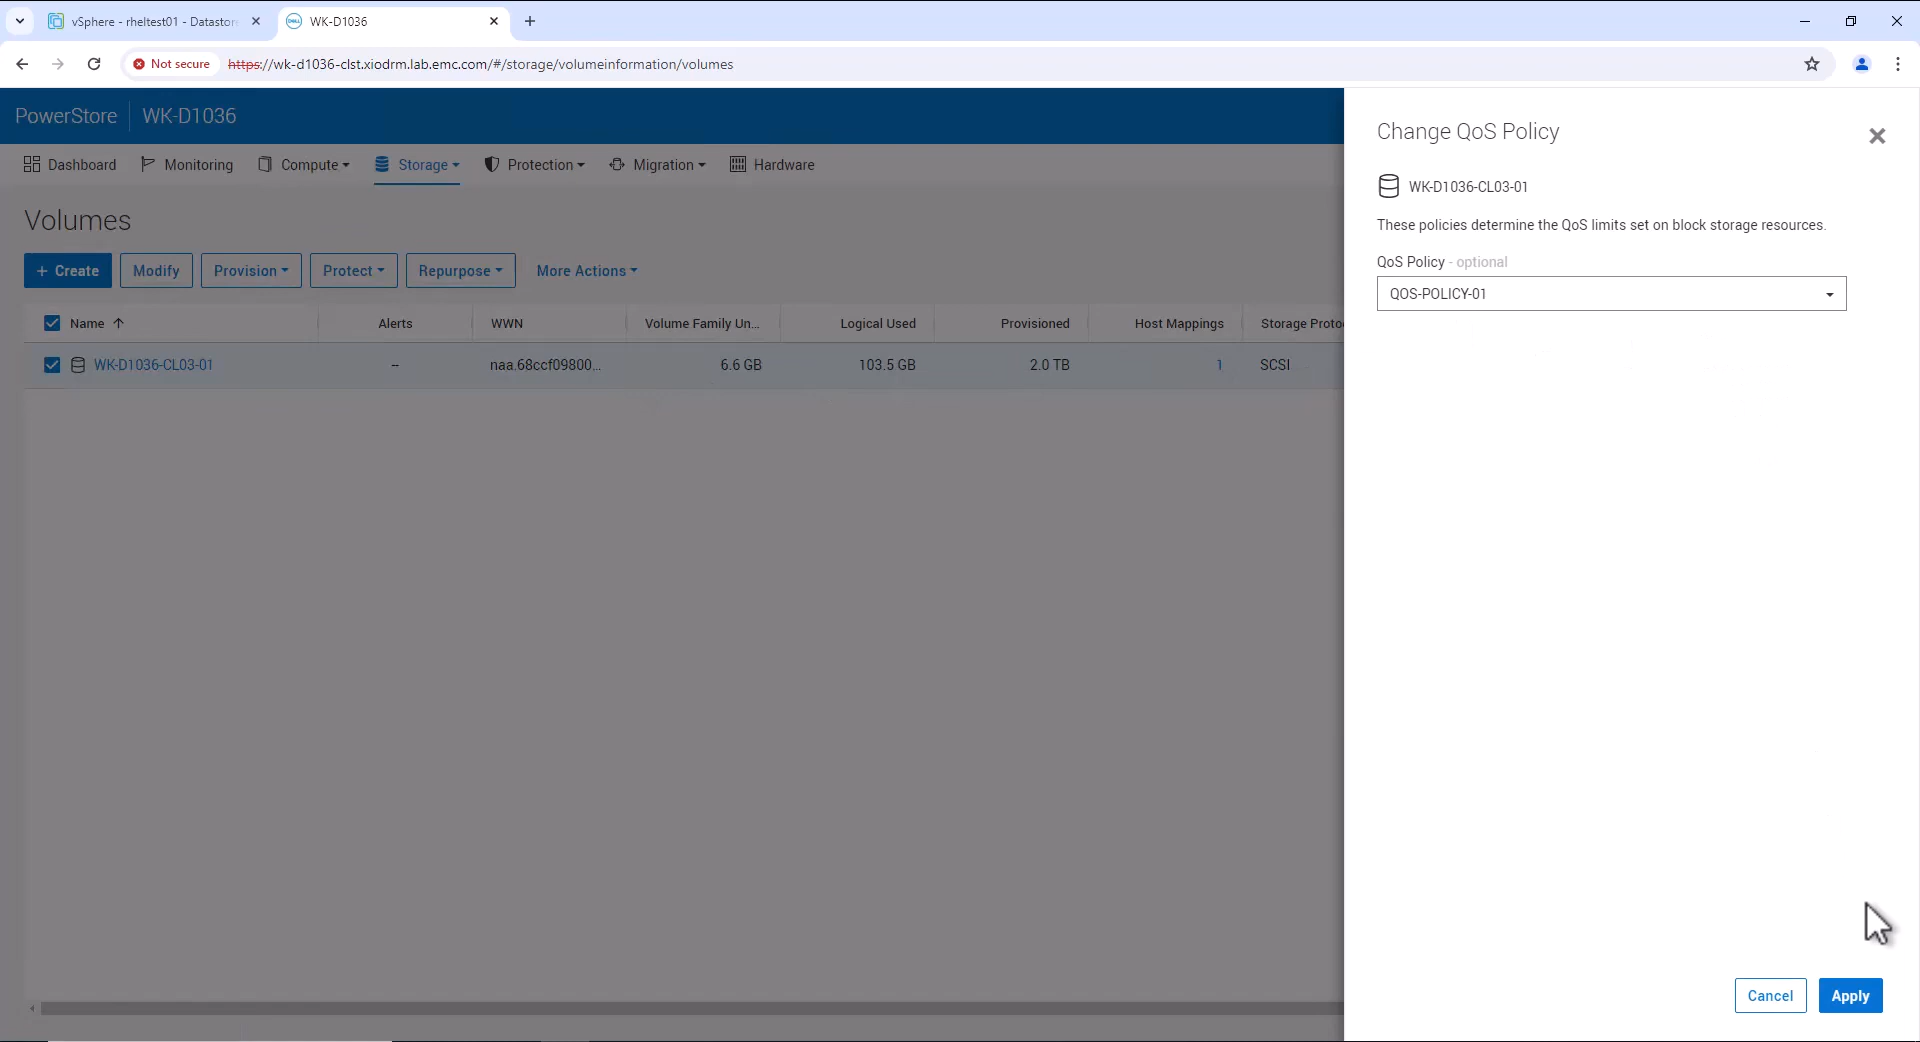 vSphere - rheltest01 - Datastor
WK-D1036
Not secure
https://wk-d1036-clst.xiodrm.lab.emc.com/#/storage/volumeinformation/volumes
PowerStore
WK-D1036
Dashboard
Monitoring
Compute
Storage
Protection
Migration
Hardware
Volumes
+ Create
Modify
Provision
Protect
Repurpose
More Actions
Name
Alerts
WWN
Volume Family Un...
Logical Used
Provisioned
Host Mappings
Storage Proto
WK-D1036-CL03-01
--
naa.68ccf09800...
6.6 GB
103.5 GB
2.0 TB
1
SCSI
Change QoS Policy
WK-D1036-CL03-01
These policies determine the QoS limits set on block storage resources.
QoS Policy - optional
QOS-POLICY-01
Cancel
Apply